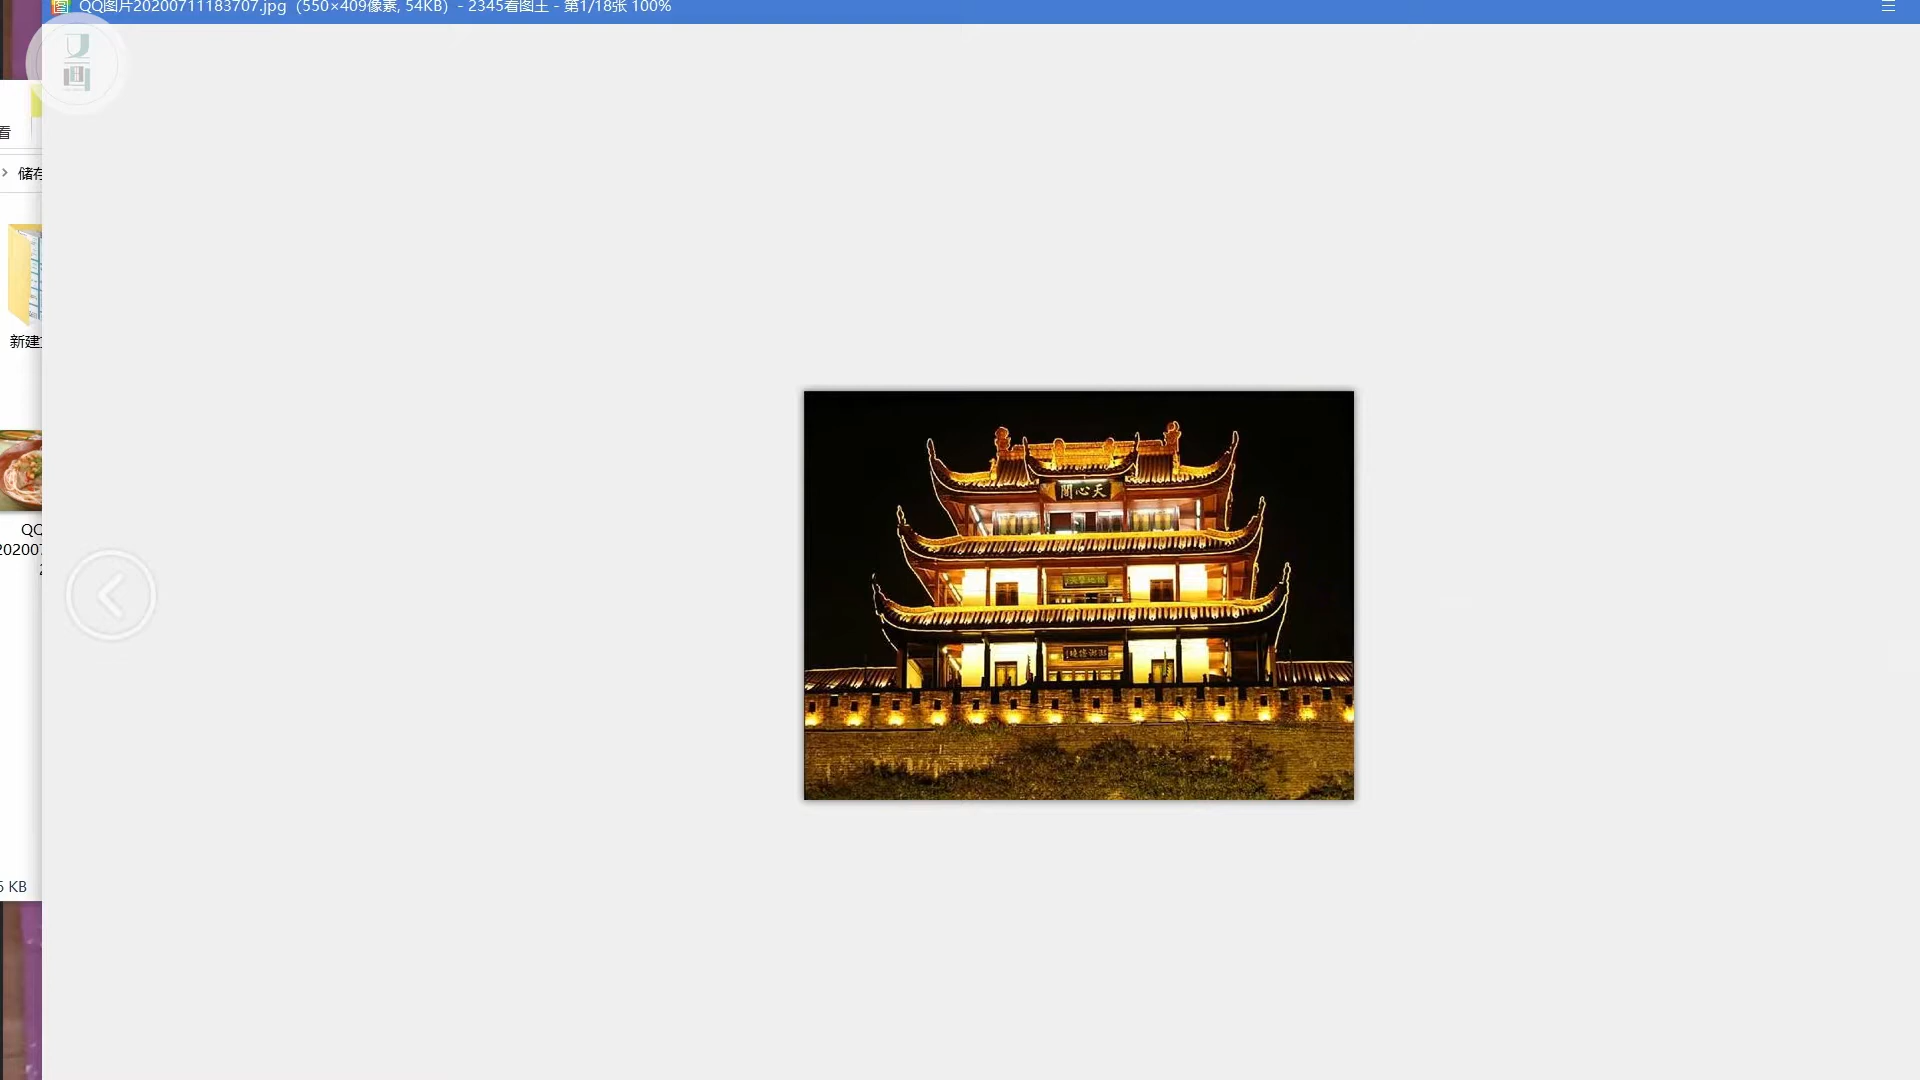 QQ图片20200711183707.jpg（550×409像素, 54KB）- 2345看图王 - 第1/18张 100%
看
储存
新建
QQ
20200
KB
閣心天